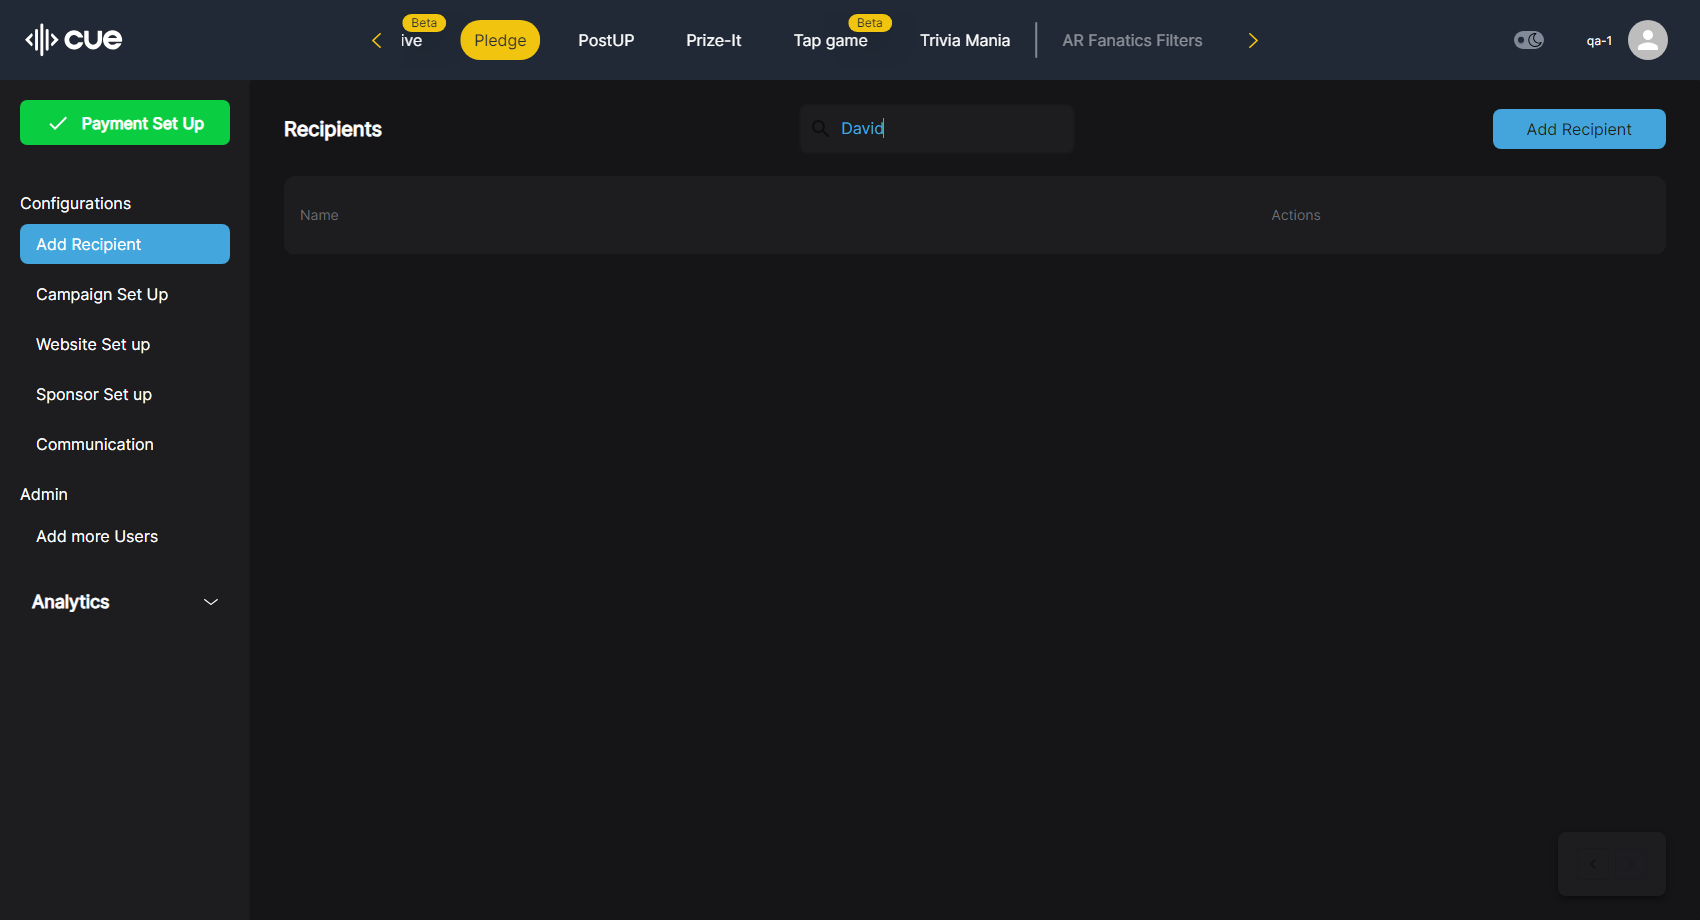 cue
Beta
ive
Pledge
PostUP
Prize-It
Beta
Tap game
Trivia Mania
AR Fanatics Filters
qa-1
Payment Set Up
Recipients
David
Add Recipient
Configurations
Name
Actions
Add Recipient
Campaign Set Up
Website Set up
Sponsor Set up
Communication
Admin
Add more Users
Analytics